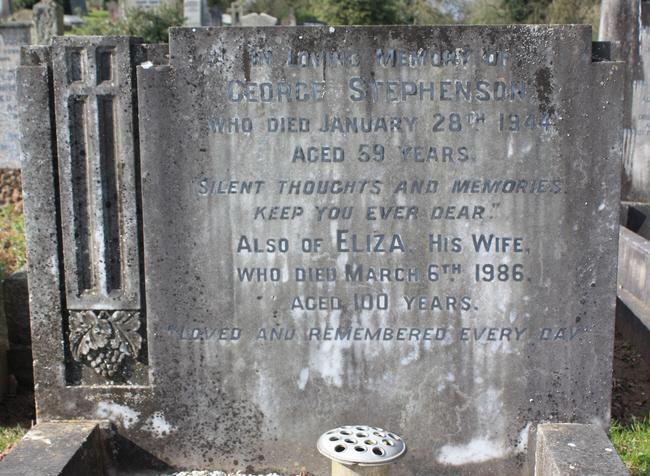 IN LOVING MEMORY OF
GEORGE STEPHENSON
WHO DIED JANUARY 28TH 1944
AGED 59 YEARS.
"SILENT THOUGHTS AND MEMORIES
KEEP YOU EVER DEAR."
ALSO OF ELIZA. HIS WIFE.
WHO DIED MARCH 6TH 1986.
AGED 100 YEARS.
"LOVED AND REMEMBERED EVERY DAY